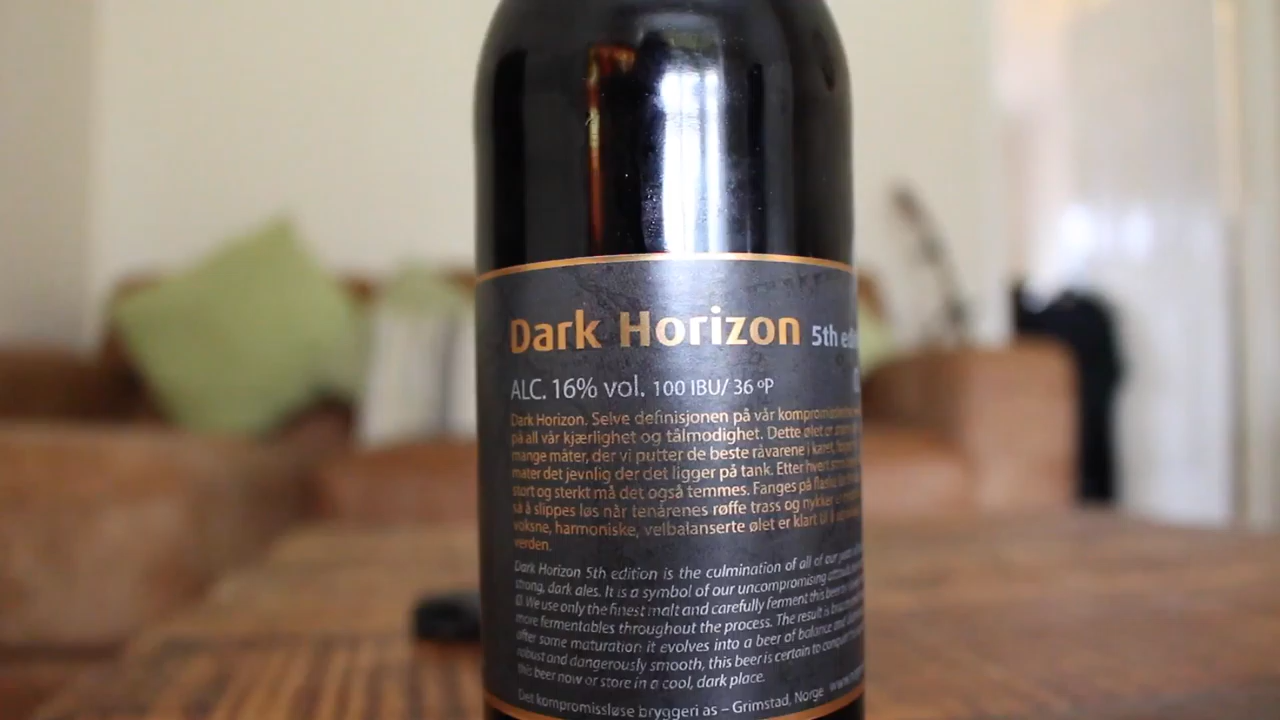 Dark Horizon 5th
ALC. 16% vol. 100 IBU/ 36 ºP
Dark Horizon. Selve definisjonen på vår
på all vår kjærlighet og tålmodighet. Dette ølet er
mange måter, der vi putter de beste råvarene i karet,
mater det jevnlig der det ligger på tank. Etter hvert
stort og sterkt må det også temmes. Fanges på
så å slippes løs når tenårenes røffe trass og nykker er
voksne, harmoniske, velbalanserte ølet er klart til å
verden.
Dark Horizon 5th edition is the culmination of all of our
strong, dark ales. It is a symbol of our uncompromising
We use only the finest malt and carefully ferment this beer
more fermentables throughout the process. The result is
after some maturation it evolves into a beer of balance and
robust and dangerously smooth, this beer is certain to
this beer now or store in a cool, dark place.
Det kompromissløse bryggeri as – Grimstad, Norge